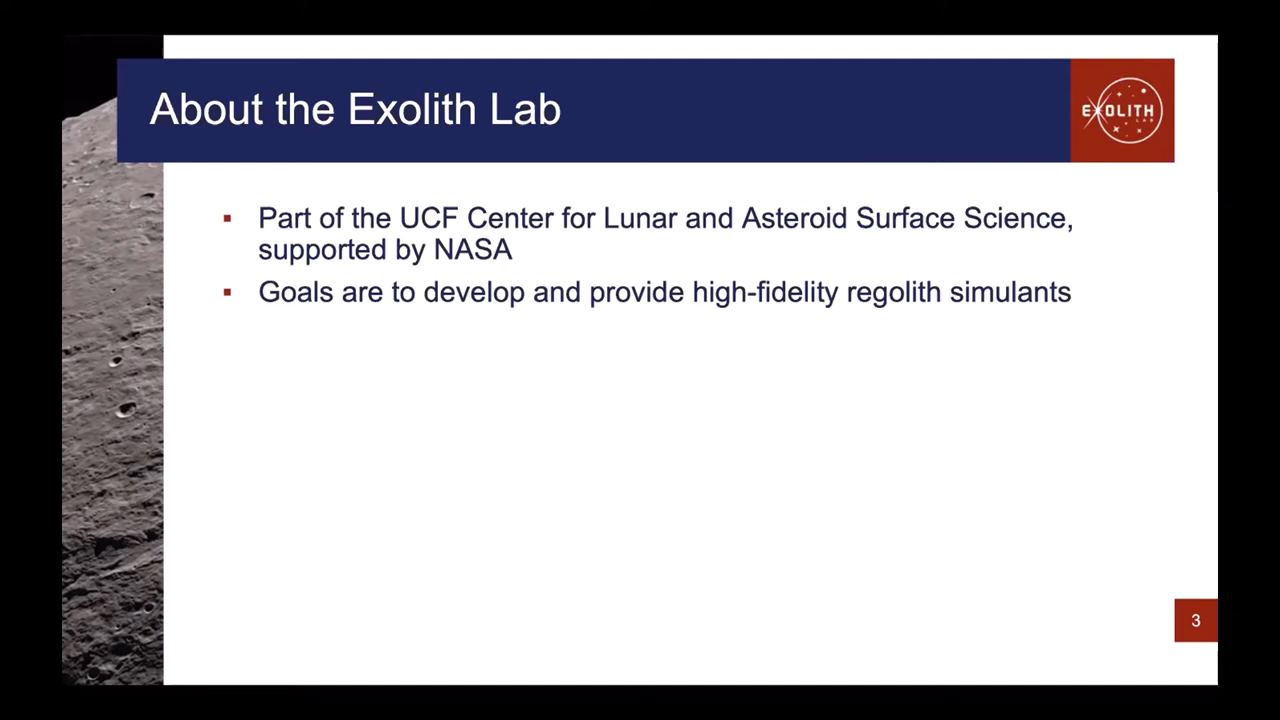 About the Exolith Lab
EXOLITH
LAB
▪ Part of the UCF Center for Lunar and Asteroid Surface Science,
supported by NASA
▪ Goals are to develop and provide high-fidelity regolith simulants
3